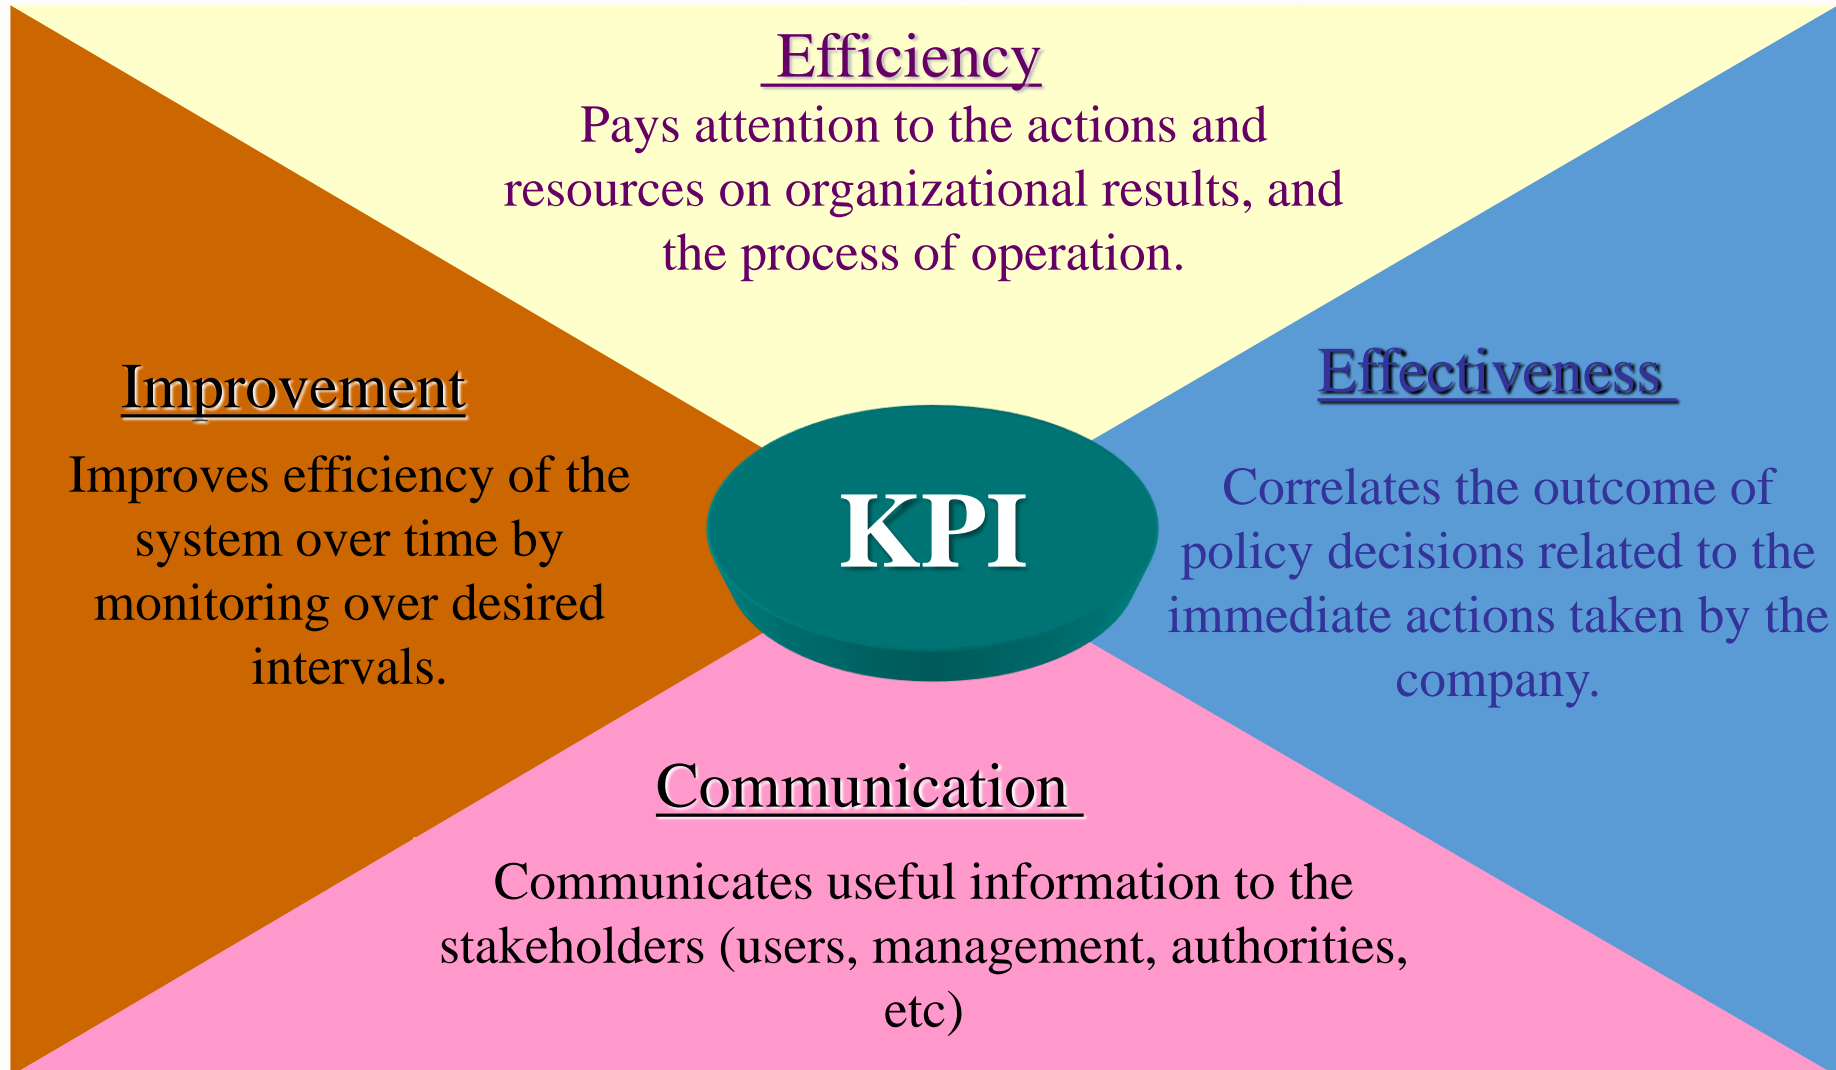 Efficiency
Pays attention to the actions and
resources on organizational results, and
the process of operation.
Improvement
Improves efficiency of the
system over time by
monitoring over desired
intervals.
KPI
Effectiveness
Correlates the outcome of
policy decisions related to the
immediate actions taken by the
company.
Communication
Communicates useful information to the
stakeholders (users, management, authorities,
etc)